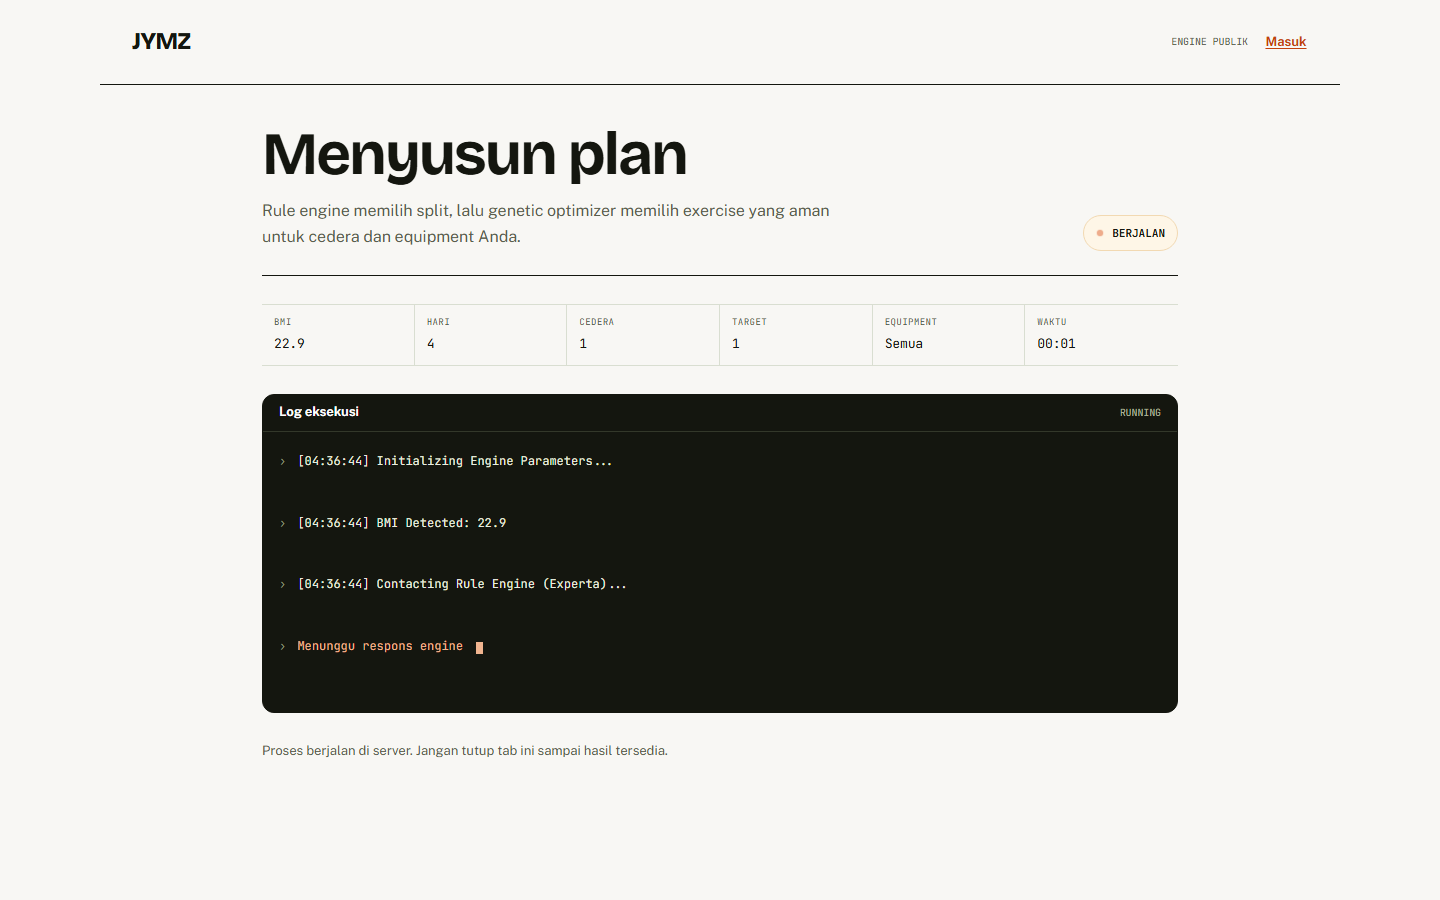 JYMZ
ENGINE PUBLIK Masuk
Menyusun plan
Rule engine memilih split, lalu genetic optimizer memilih exercise yang aman
untuk cedera dan equipment Anda.
BERJALAN
BMI
22.9
HARI
4
CEDERA
1
TARGET
1
EQUIPMENT
Semua
WAKTU
00:01
Log eksekusi
RUNNING
› [04:36:44] Initializing Engine Parameters...
› [04:36:44] BMI Detected: 22.9
› [04:36:44] Contacting Rule Engine (Experta)...
› Menunggu respons engine
Proses berjalan di server. Jangan tutup tab ini sampai hasil tersedia.